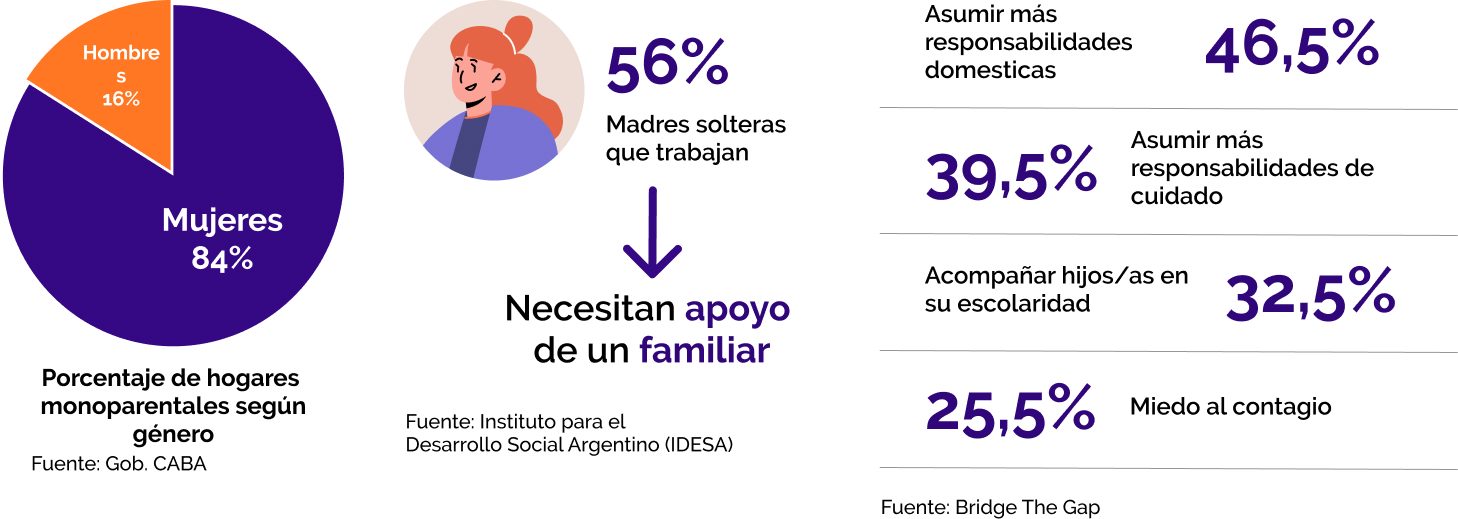 Hombre
s
16%
Mujeres
84%
Porcentaje de hogares
monoparentales según
género
Fuente: Gob. CABA
56%
Madres solteras
que trabajan
Necesitan apoyo
de un familiar
Fuente: Instituto para el
Desarrollo Social Argentino (IDESA)
Asumir más
responsabilidades
domesticas
46,5%
39,5%
Asumir más
responsabilidades de
cuidado
Acompañar hijos/as en
su escolaridad
32,5%
25,5%
Miedo al contagio
Fuente: Bridge The Gap